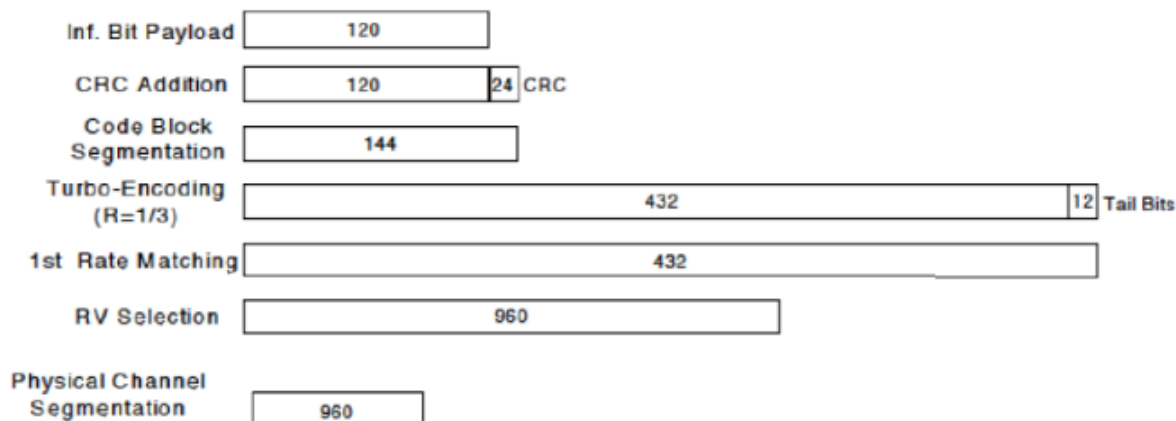 Inf. Bit Payload 120
CRC Addition 120 24 CRC
Code Block
Segmentation 144
Turbo-Encoding
(R=1/3) 432 12 Tail Bits
1st Rate Matching 432
RV Selection 960
Physical Channel
Segmentation 960